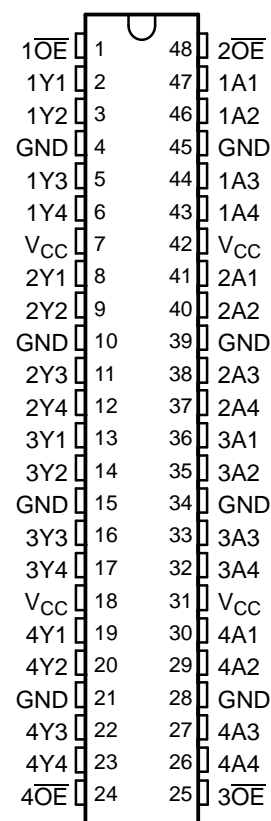 1O̅E̅ 1 48 2O̅E̅
1Y1 2 47 1A1
1Y2 3 46 1A2
GND 4 45 GND
1Y3 5 44 1A3
1Y4 6 43 1A4
VCC 7 42 VCC
2Y1 8 41 2A1
2Y2 9 40 2A2
GND 10 39 GND
2Y3 11 38 2A3
2Y4 12 37 2A4
3Y1 13 36 3A1
3Y2 14 35 3A2
GND 15 34 GND
3Y3 16 33 3A3
3Y4 17 32 3A4
VCC 18 31 VCC
4Y1 19 30 4A1
4Y2 20 29 4A2
GND 21 28 GND
4Y3 22 27 4A3
4Y4 23 26 4A4
4O̅E̅ 24 25 3O̅E̅